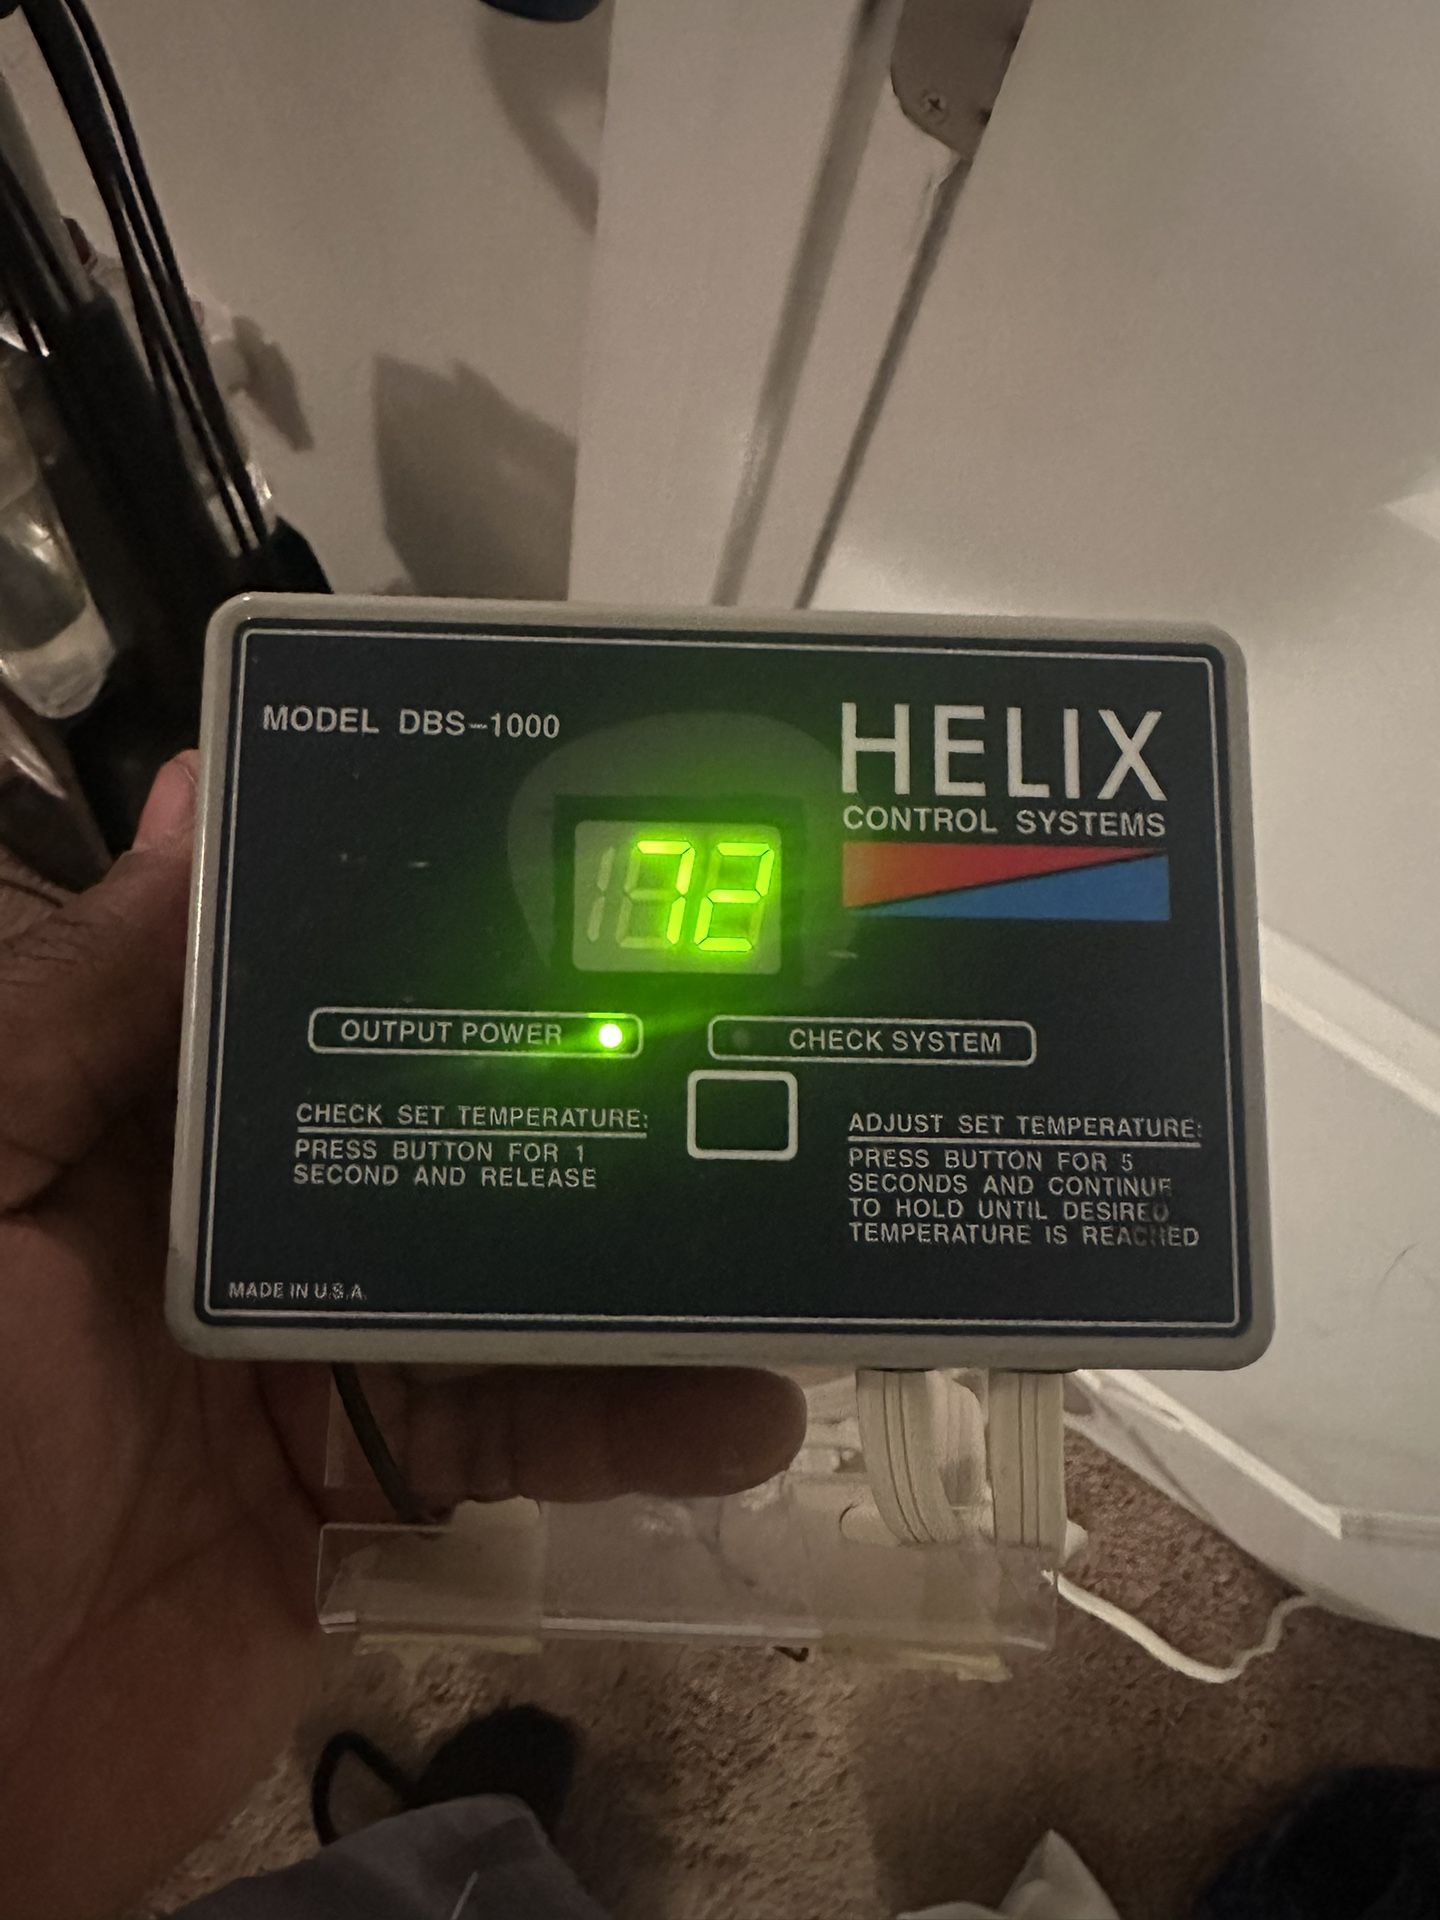 MODEL DBS-1000
HELIX
CONTROL SYSTEMS
72
OUTPUT POWER
CHECK SYSTEM
CHECK SET TEMPERATURE:
PRESS BUTTON FOR 1
SECOND AND RELEASE
ADJUST SET TEMPERATURE:
PRESS BUTTON FOR 5
SECONDS AND CONTINUE
TO HOLD UNTIL DESIRED
TEMPERATURE IS REACHED
MADE IN U.S.A.